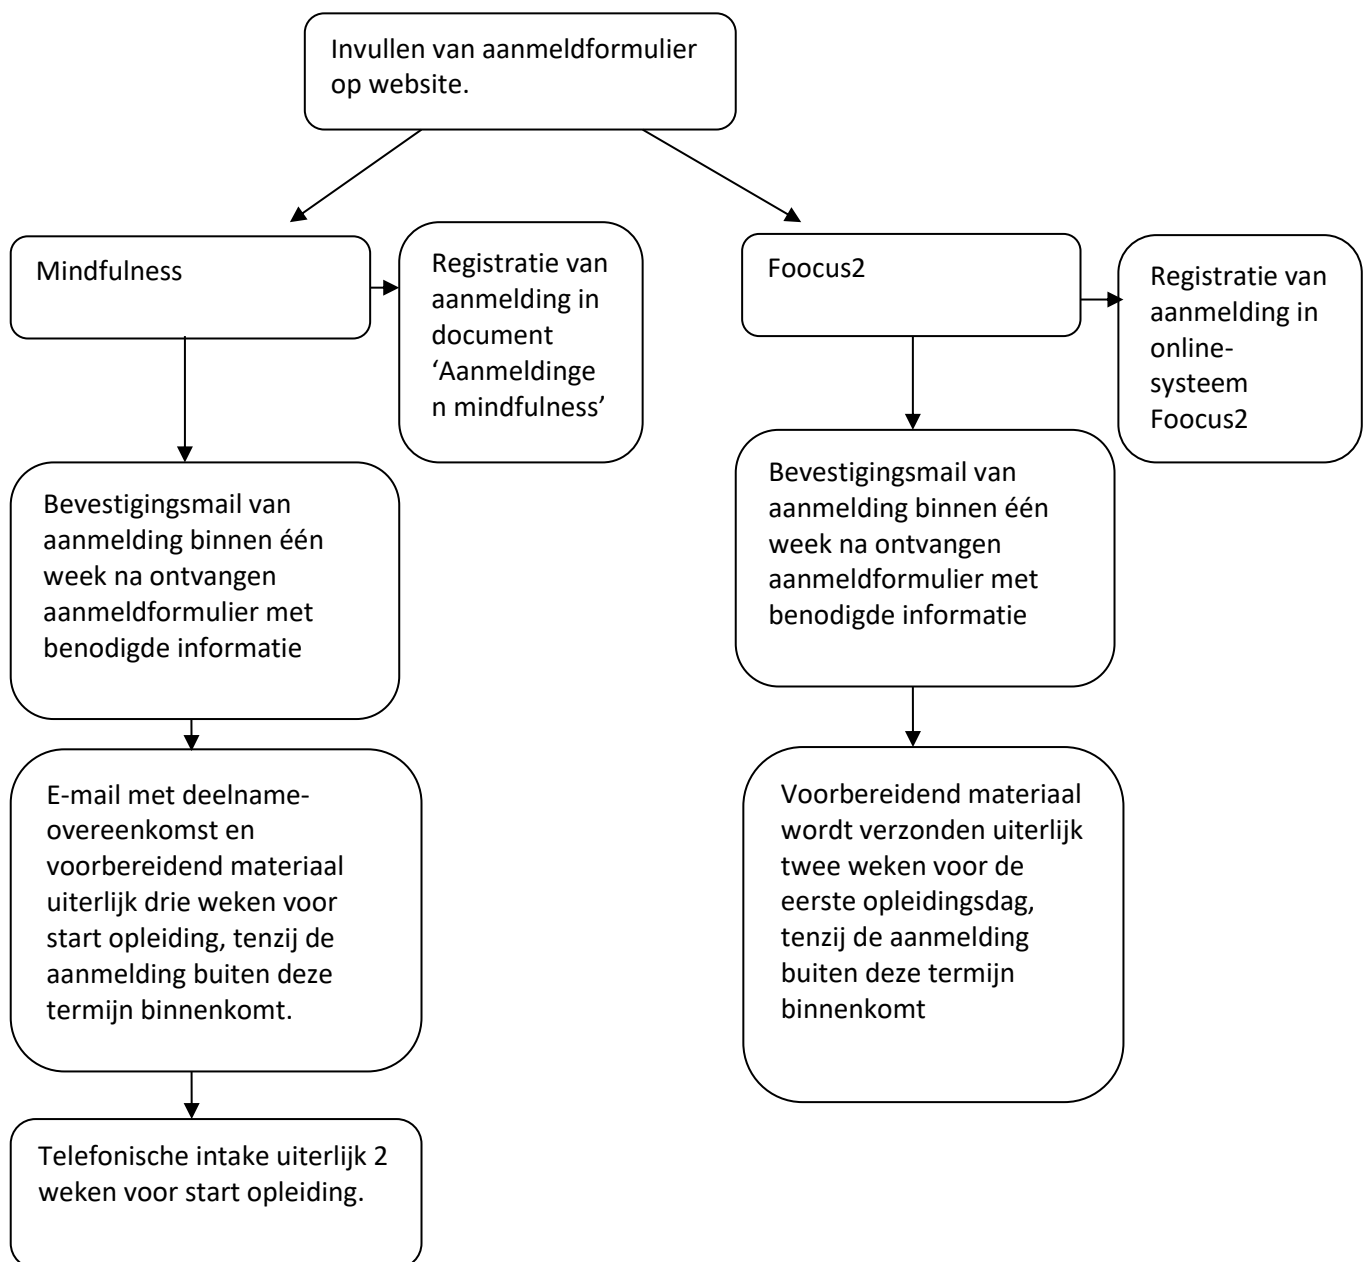 Invullen van aanmeldformulier
op website.
Mindfulness
Registratie van
aanmelding in
document
‘Aanmeldinge
n mindfulness’
Foocus2
Registratie van
aanmelding in
online-
systeem
Foocus2
Bevestigingsmail van
aanmelding binnen één
week na ontvangen
aanmeldformulier met
benodigde informatie
Bevestigingsmail van
aanmelding binnen één
week na ontvangen
aanmeldformulier met
benodigde informatie
E-mail met deelname-
overeenkomst en
voorbereidend materiaal
uiterlijk drie weken voor
start opleiding, tenzij de
aanmelding buiten deze
termijn binnenkomt.
Voorbereidend materiaal
wordt verzonden uiterlijk
twee weken voor de
eerste opleidingsdag,
tenzij de aanmelding
buiten deze termijn
binnenkomt
Telefonische intake uiterlijk 2
weken voor start opleiding.